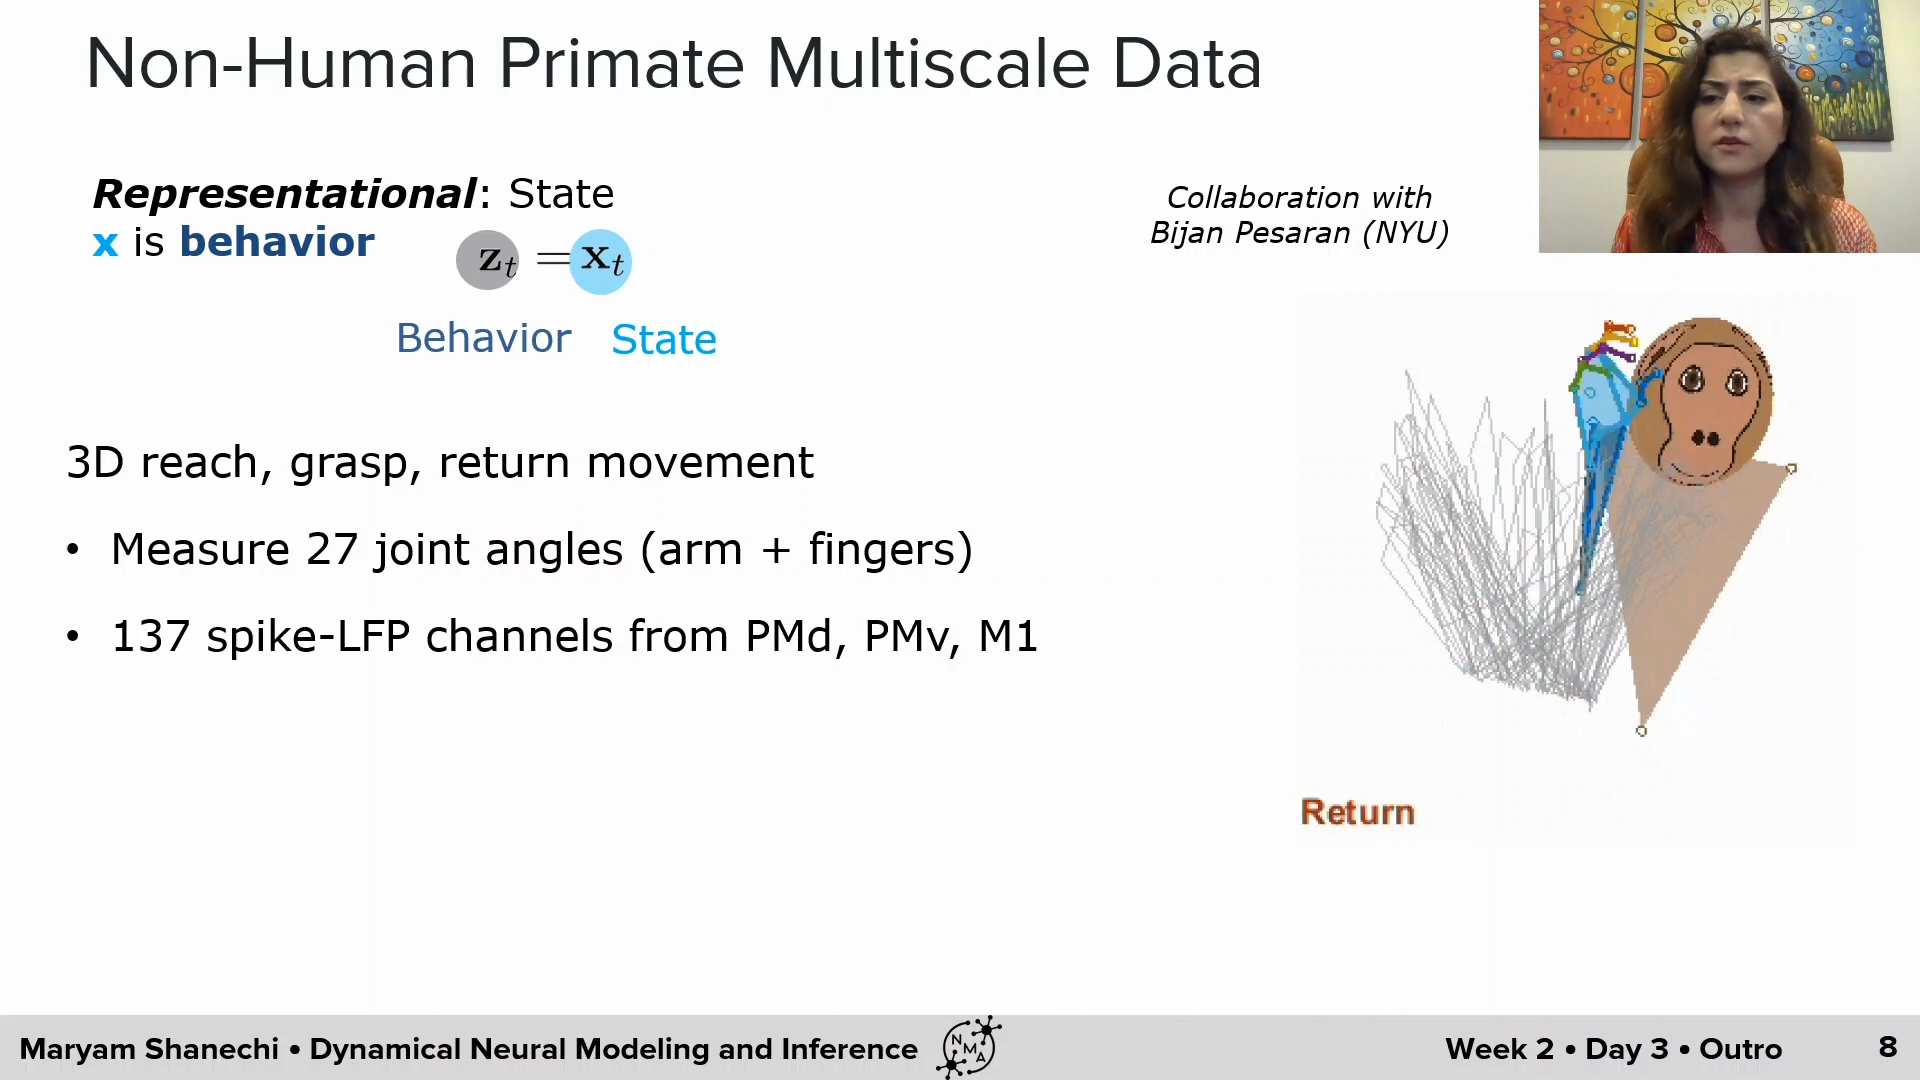 Non-Human Primate Multiscale Data
Representational: State
x is behavior
z_t = x_t
Behavior State
Collaboration with
Bijan Pesaran (NYU)
3D reach, grasp, return movement
• Measure 27 joint angles (arm + fingers)
• 137 spike-LFP channels from PMd, PMv, M1
Return
Maryam Shanechi • Dynamical Neural Modeling and Inference
NMA
Week 2 • Day 3 • Outro
8